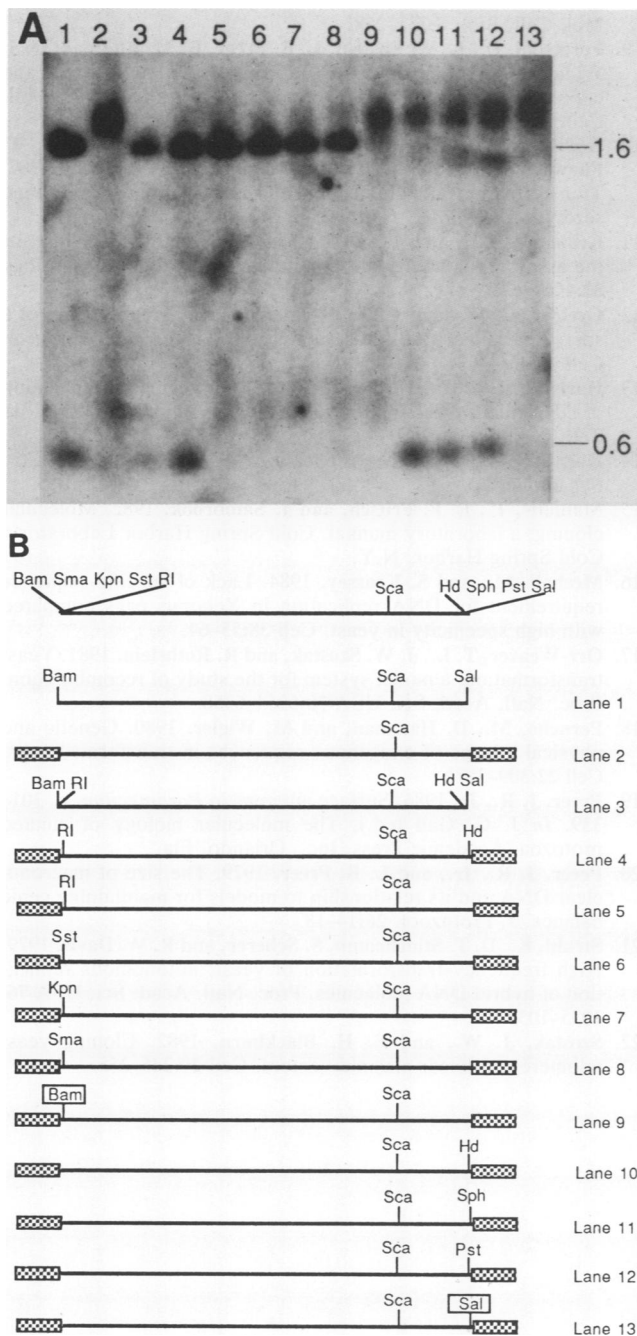 A
1 2 3 4 5 6 7 8 9 10 11 12 13
1.6
0.6
B
Bam Sma Kpn Sst RI
Sca
Hd Sph Pst Sal
Bam Sca Sal Lane 1
Sca Lane 2
Bam RI Sca Hd Sal Lane 3
RI Sca Hd Lane 4
RI Sca Lane 5
Sst Sca Lane 6
Kpn Sca Lane 7
Sma Sca Lane 8
Bam Sca Lane 9
Sca Hd Lane 10
Sca Sph Lane 11
Sca Pst Lane 12
Sca Sal Lane 13